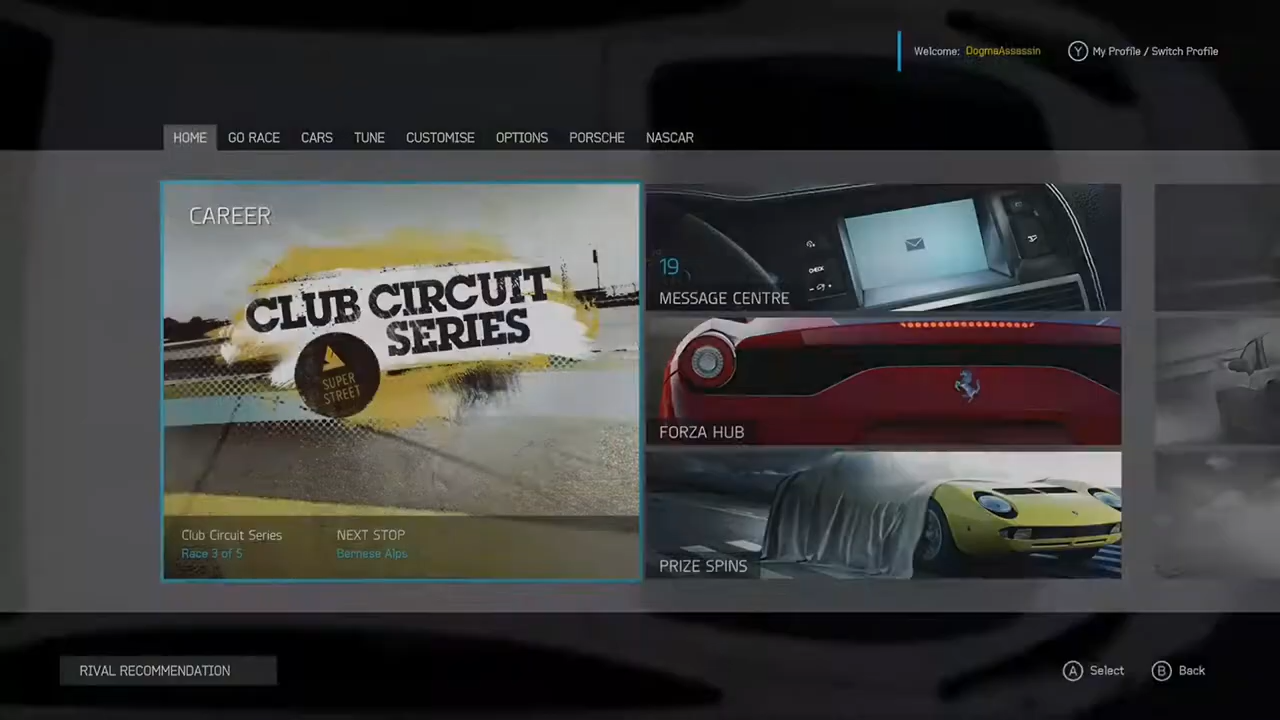 Welcome: DogmaAssassin
Y My Profile / Switch Profile
HOME GO RACE CARS TUNE CUSTOMISE OPTIONS PORSCHE NASCAR
CAREER
CLUB CIRCUIT
SERIES
SUPER
STREET
Club Circuit Series
Race 3 of 5
NEXT STOP
Bernese Alps
CHECK
19
MESSAGE CENTRE
FORZA HUB
PRIZE SPINS
RIVAL RECOMMENDATION
A Select
B Back